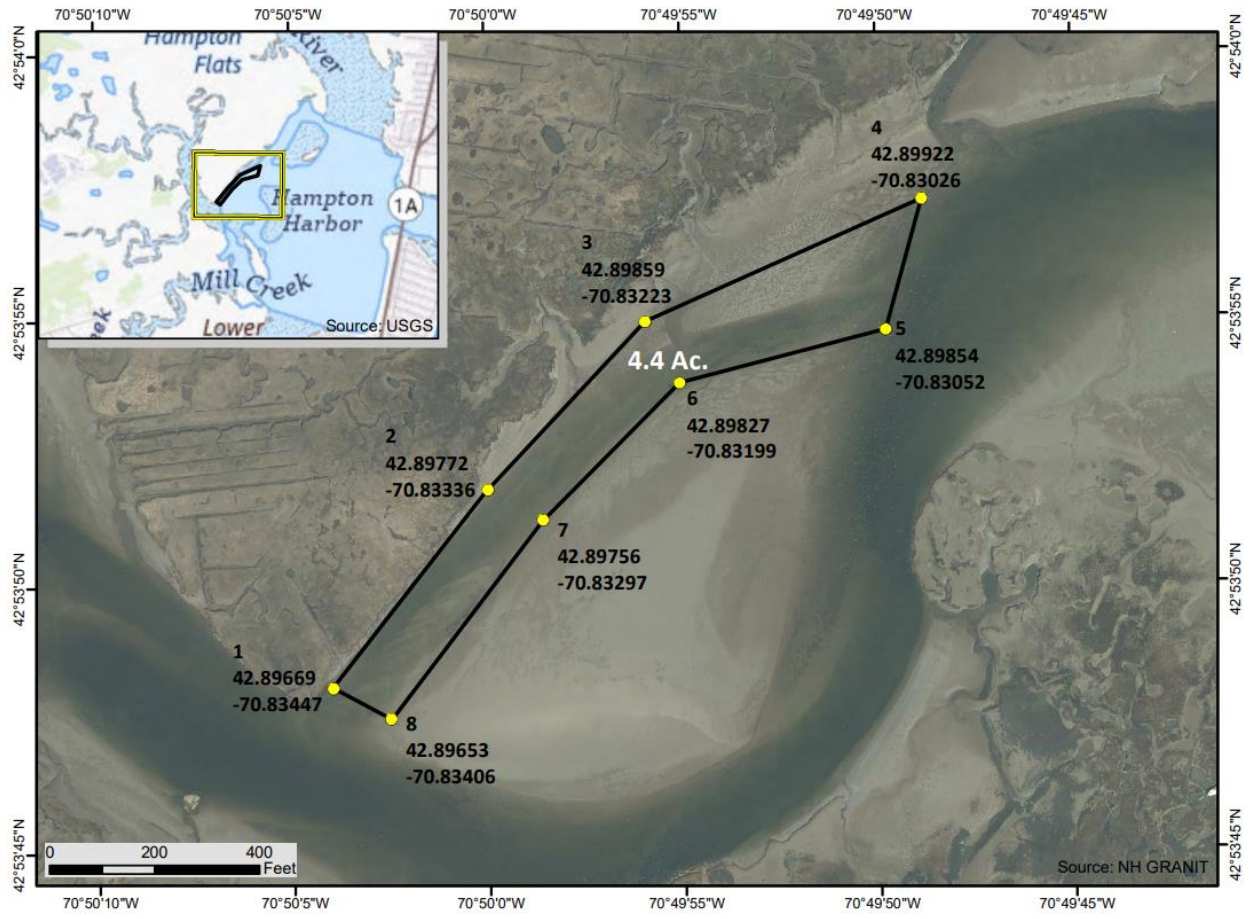 70°50'10"W 70°50'5"W 70°50'0"W 70°49'55"W 70°49'50"W 70°49'45"W
42°54'0"N
42°54'0"N
Hampton
Flats
River
Hampton
Harbor
1A
Mill Creek
Lower
Source: USGS
4
42.89922
-70.83026
3
42.89859
-70.83223
42°53'55"N
42°53'55"N
4.4 Ac.
5
42.89854
-70.83052
6
42.89827
-70.83199
2
42.89772
-70.83336
7
42.89756
-70.83297
42°53'50"N
42°53'50"N
1
42.89669
-70.83447
8
42.89653
-70.83406
42°53'45"N
42°53'45"N
0 200 400
Feet
Source: NH GRANIT
70°50'10"W 70°50'5"W 70°50'0"W 70°49'55"W 70°49'50"W 70°49'45"W